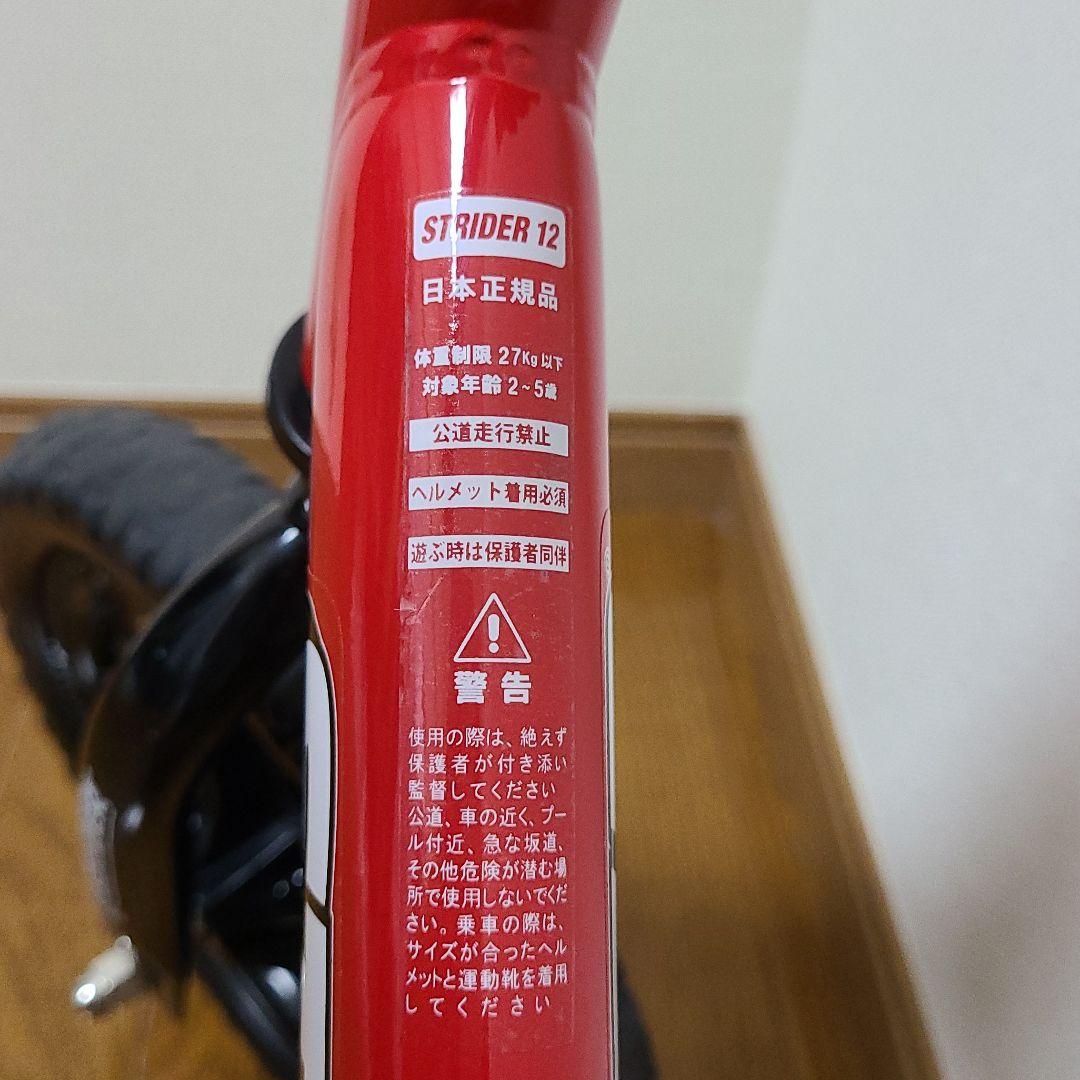 STRIDER 12
日本正規品
体重制限 27Kg 以下
対象年齢 2~5歳
公道走行禁止
ヘルメット着用必須
遊ぶ時は保護者同伴
警告
使用の際は、絶えず
保護者が付き添い
監督してください
公道、車の近く、プー
ル付近、急な坂道、
その他危険が潜む場
所で使用しないでくだ
さい。乗車の際は、
サイズが合ったヘル
メットと運動靴を着用
してください